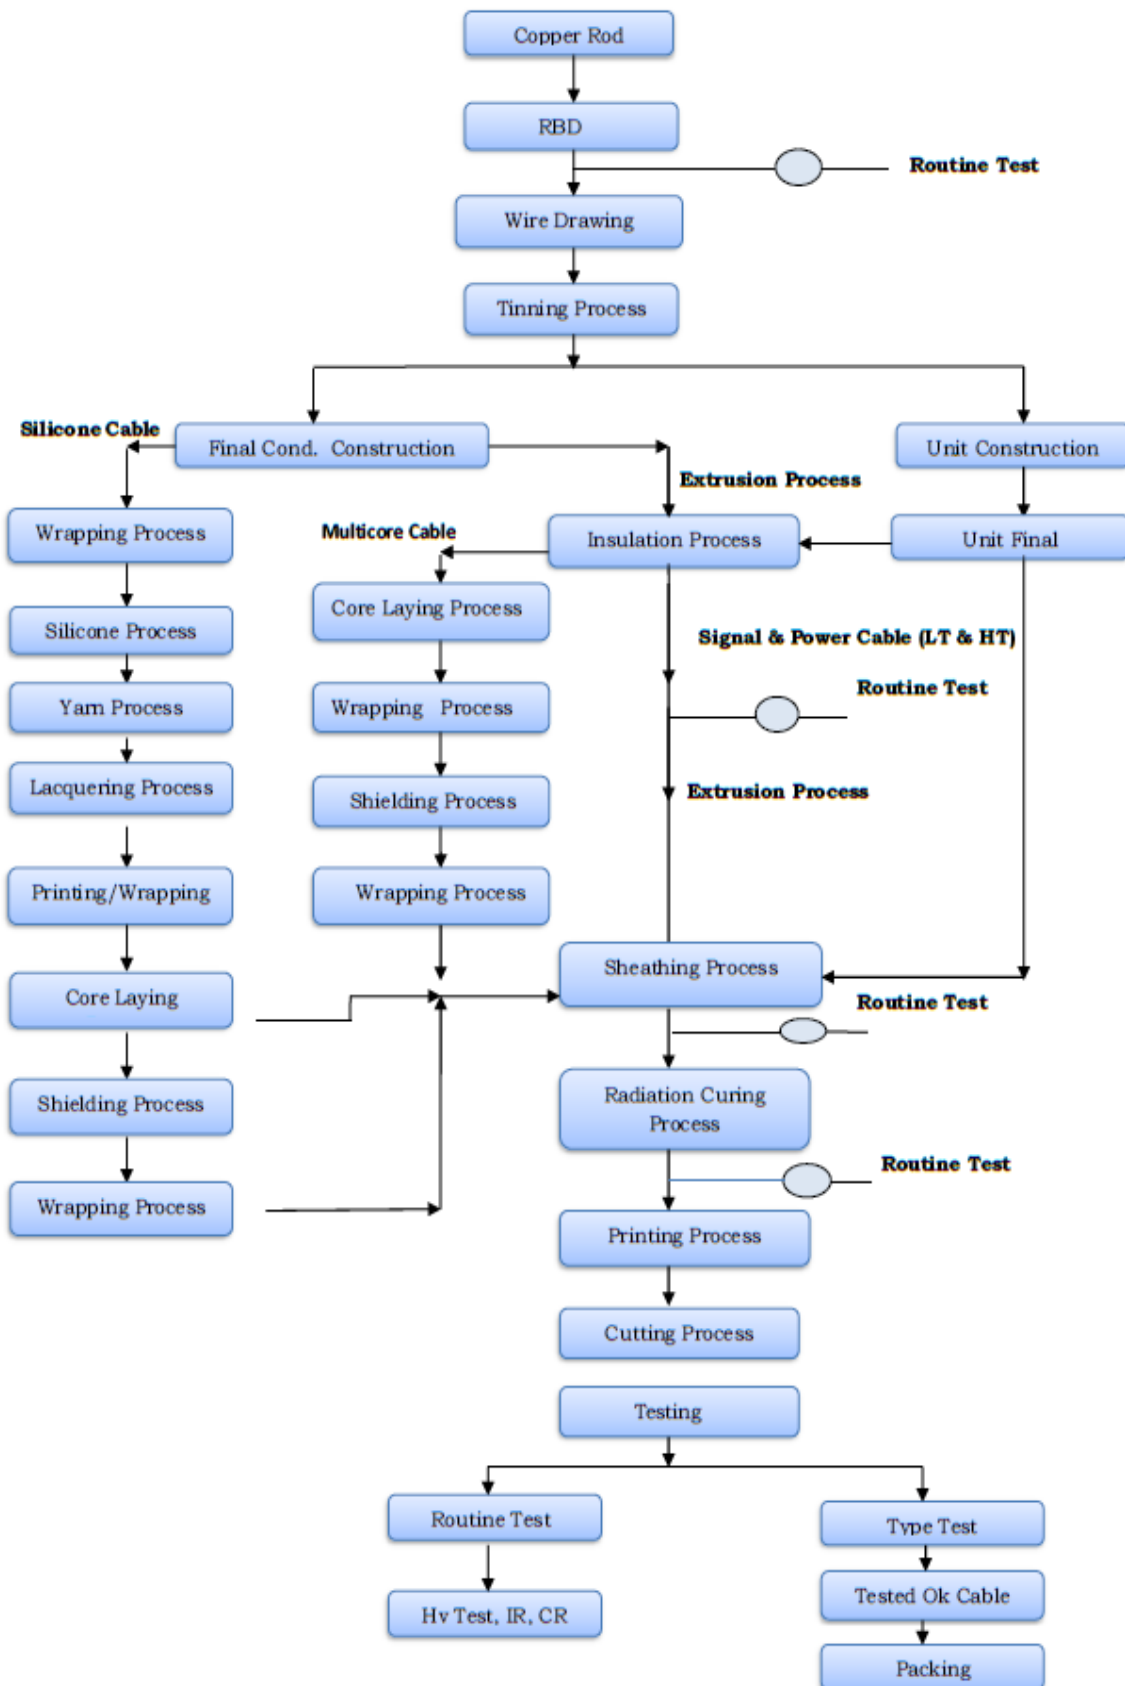 Copper Rod
RBD
Routine Test
Wire Drawing
Tinning Process
Silicone Cable
Final Cond. Construction
Unit Construction
Extrusion Process
Wrapping Process
Multicore Cable
Insulation Process
Unit Final
Core Laying Process
Silicone Process
Signal & Power Cable (LT & HT)
Routine Test
Yarn Process
Wrapping Process
Lacquering Process
Shielding Process
Extrusion Process
Printing/Wrapping
Wrapping Process
Sheathing Process
Core Laying
Routine Test
Shielding Process
Radiation Curing
Process
Routine Test
Wrapping Process
Printing Process
Cutting Process
Testing
Routine Test
Type Test
Hv Test, IR, CR
Tested Ok Cable
Packing